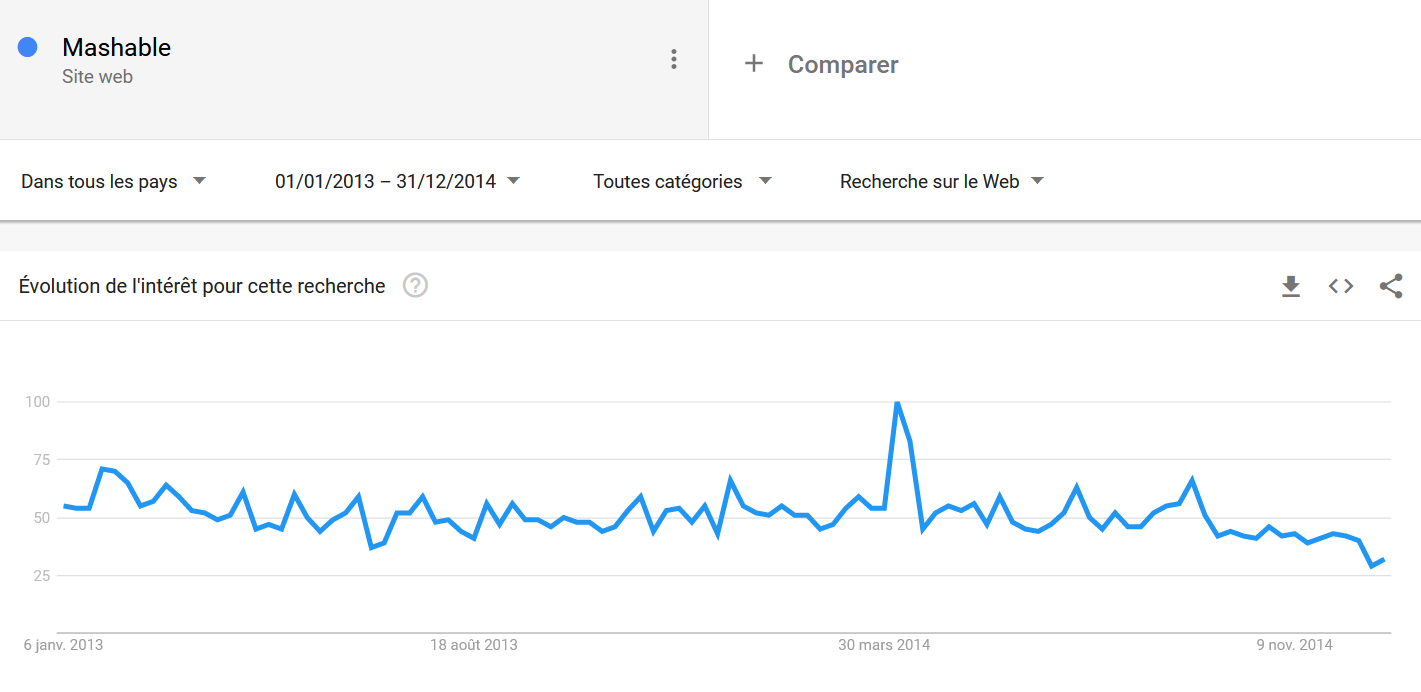 Mashable
Site web
+ Comparer
Dans tous les pays
01/01/2013 – 31/12/2014
Toutes catégories
Recherche sur le Web
Évolution de l'intérêt pour cette recherche ?
100
75
50
25
6 janv. 2013
18 août 2013
30 mars 2014
9 nov. 2014